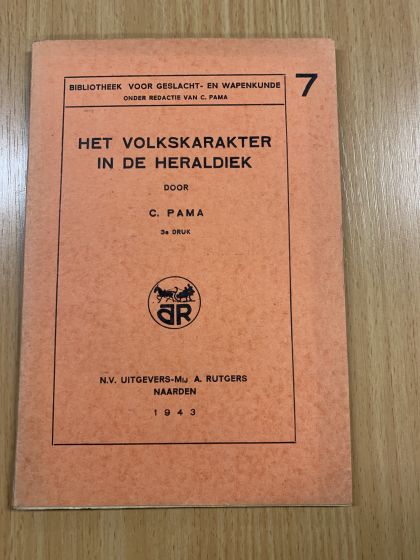 BIBLIOTHEEK VOOR GESLACHT- EN WAPENKUNDE
ONDER REDACTIE VAN C. PAMA
7
HET VOLKSKARAKTER
IN DE HERALDIEK
DOOR
C. PAMA
3e DRUK
AR
N.V. UITGEVERS-MIJ A. RUTGERS
NAARDEN
1943